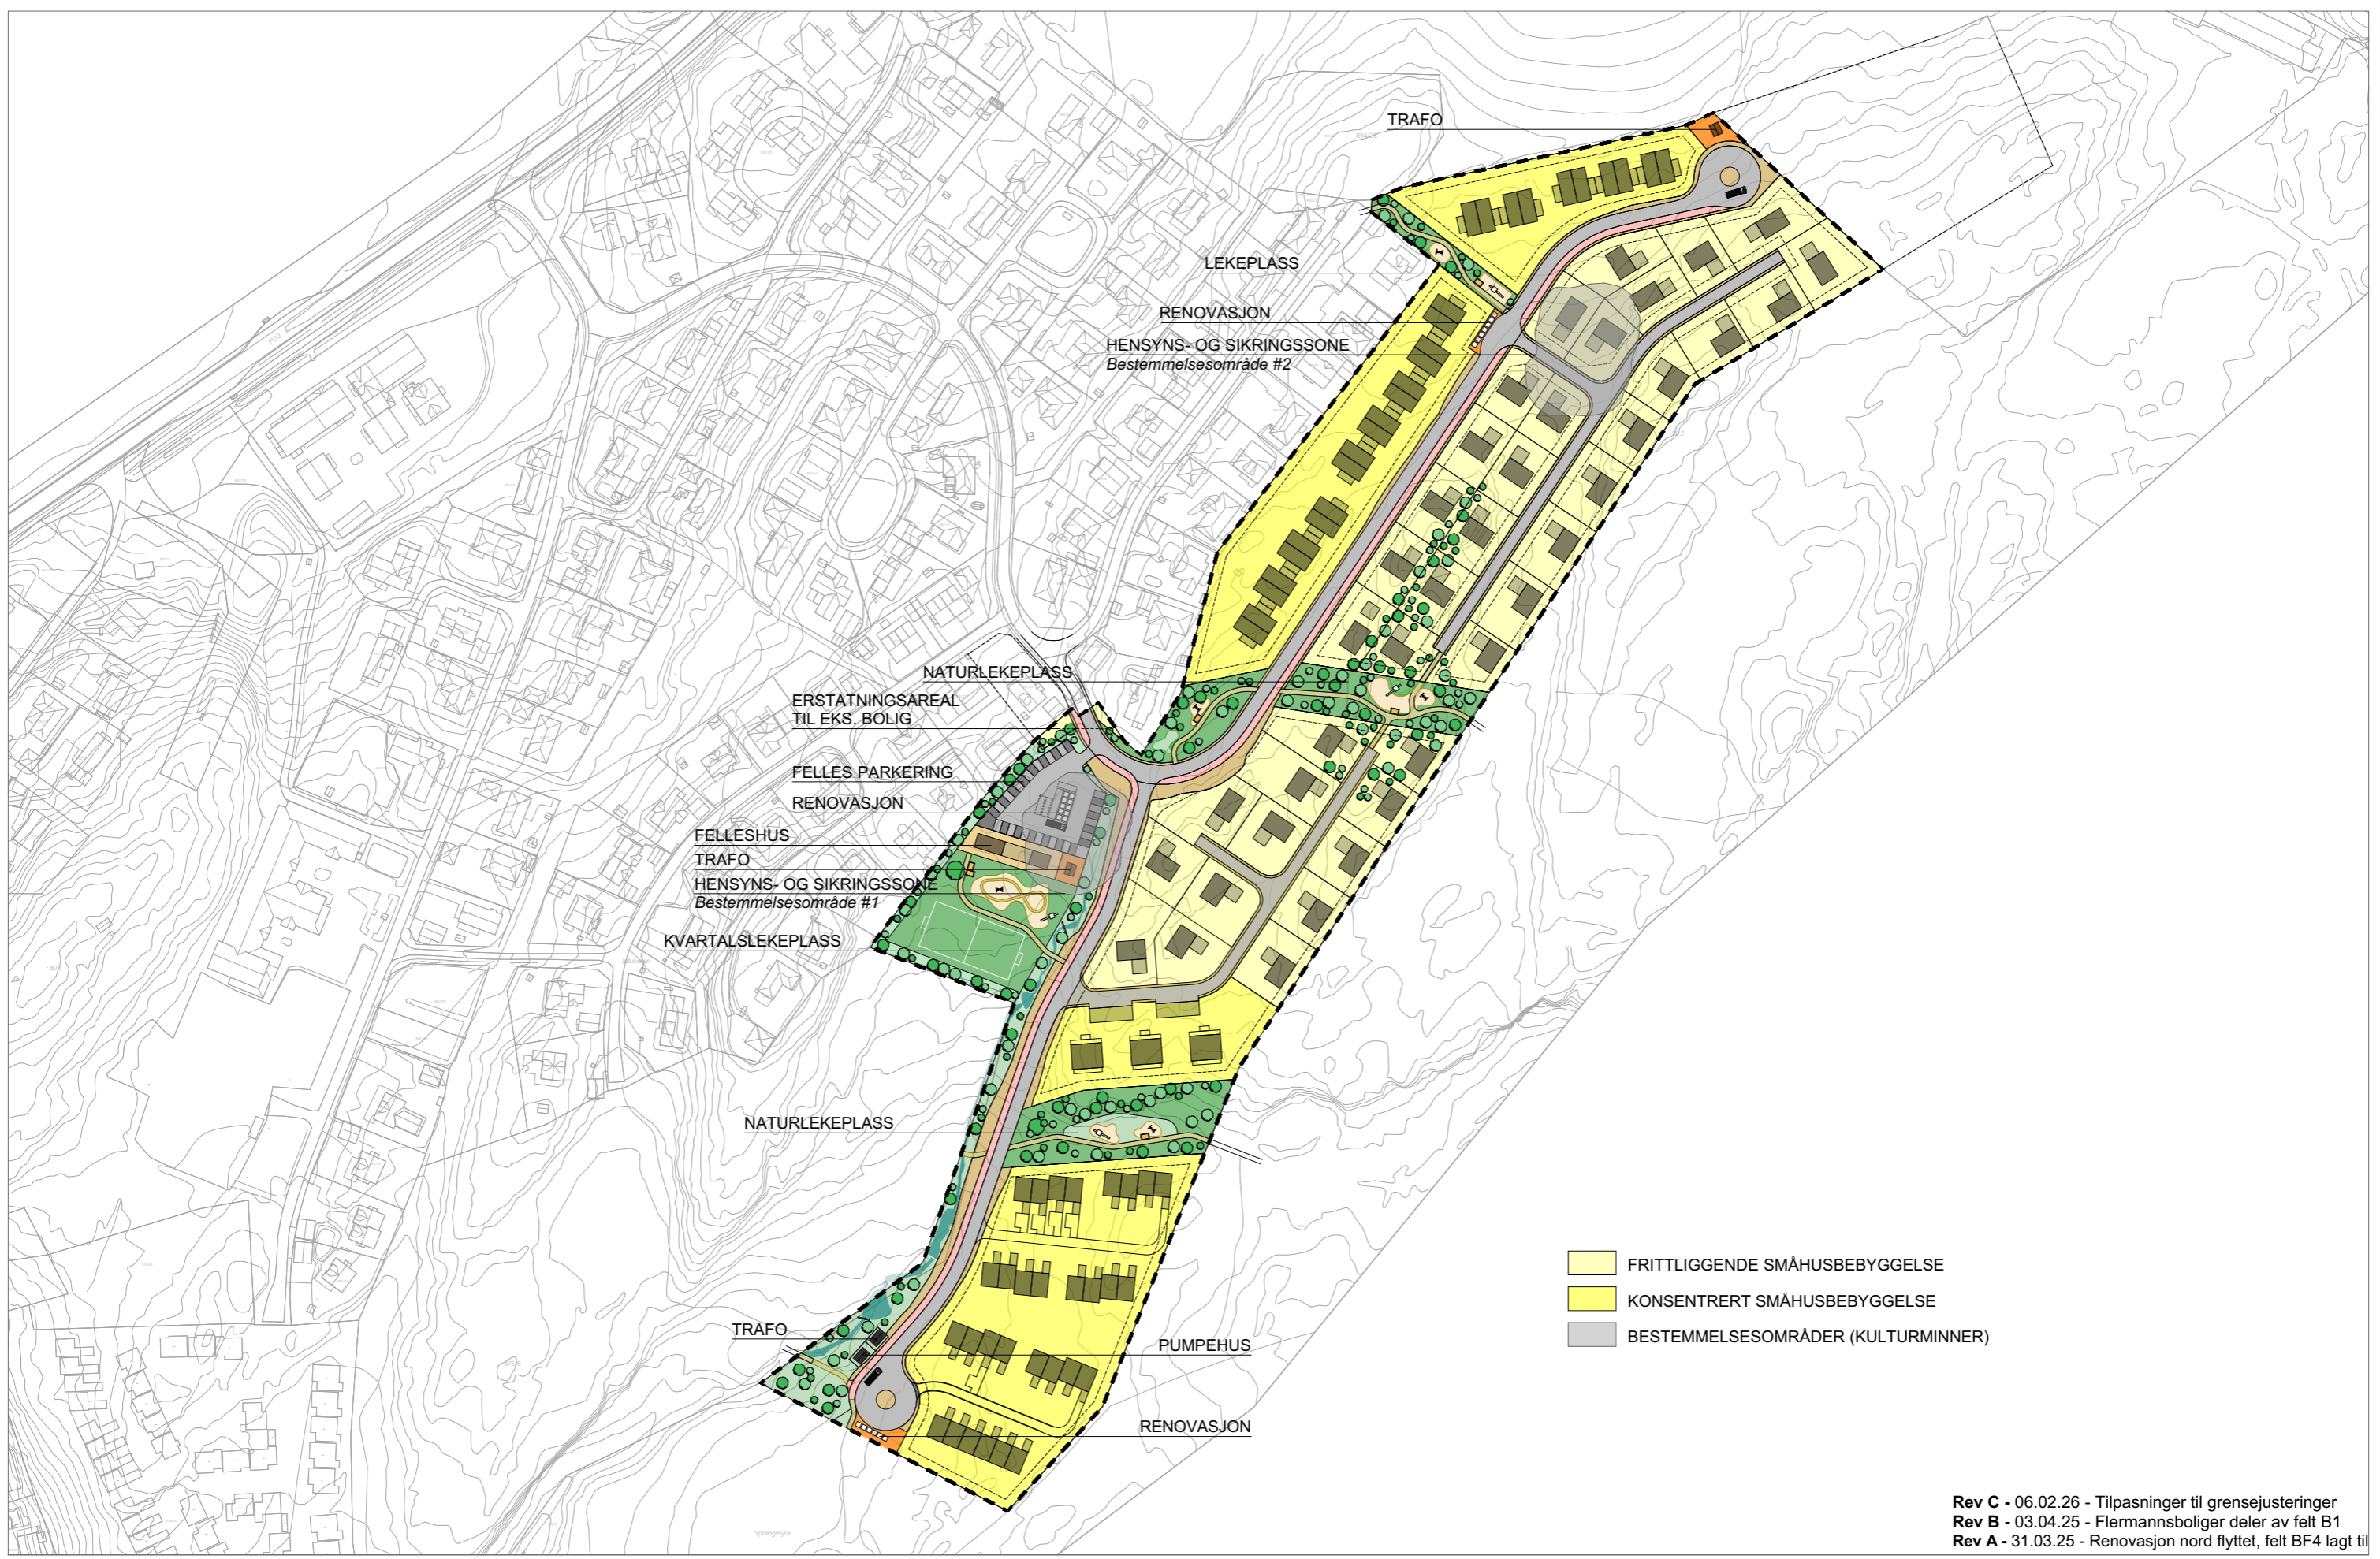 TRAFO
LEKEPLASS
RENOVASJON
HENSYNS- OG SIKRINGSSONE
Bestemmelsesområde #2
NATURLEKEPLASS
ERSTATNINGSAREAL
TIL EKS. BOLIG
FELLES PARKERING
RENOVASJON
FELLESHUS
TRAFO
HENSYNS- OG SIKRINGSSONE
Bestemmelsesområde #1
KVARTALSLEKEPLASS
NATURLEKEPLASS
TRAFO
PUMPEHUS
RENOVASJON
Sprangmyra
FRITTLIGGENDE SMÅHUSBEBYGGELSE
KONSENTRERT SMÅHUSBEBYGGELSE
BESTEMMELSESOMRÅDER (KULTURMINNER)
Rev C - 06.02.26 - Tilpasninger til grensejusteringer
Rev B - 03.04.25 - Flermannsboliger deler av felt B1
Rev A - 31.03.25 - Renovasjon nord flyttet, felt BF4 lagt til